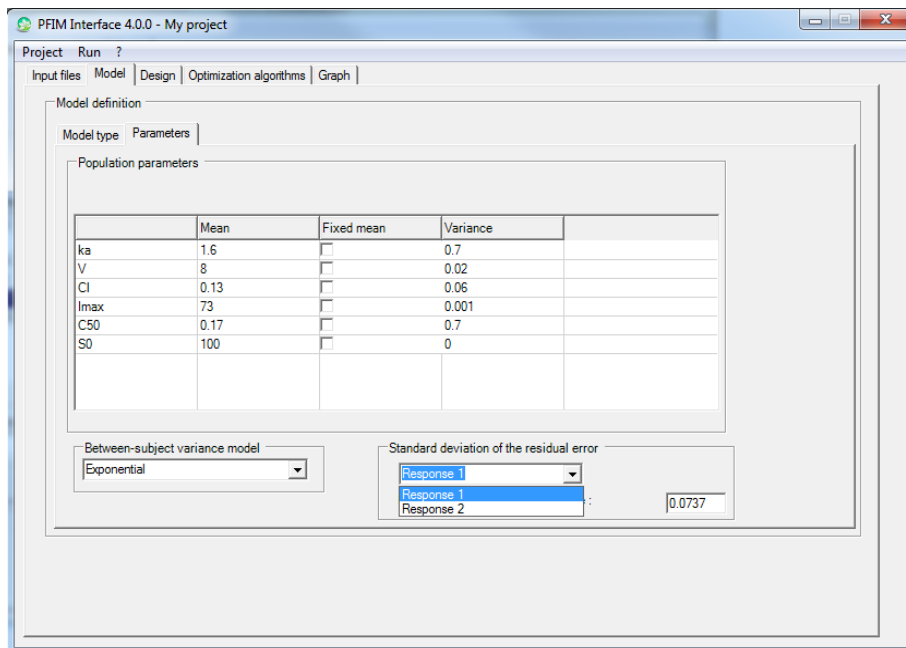 PFIM Interface 4.0.0 - My project
Project Run ?
Input files Model Design Optimization algorithms Graph
Model definition
Model type Parameters
Population parameters
Mean Fixed mean Variance
ka 1.6 0.7
V 8 0.02
Cl 0.13 0.06
Imax 73 0.001
C50 0.17 0.7
S0 100 0
Between-subject variance model
Exponential
Standard deviation of the residual error
Response 1
Response 1
Response 2
: 0.0737